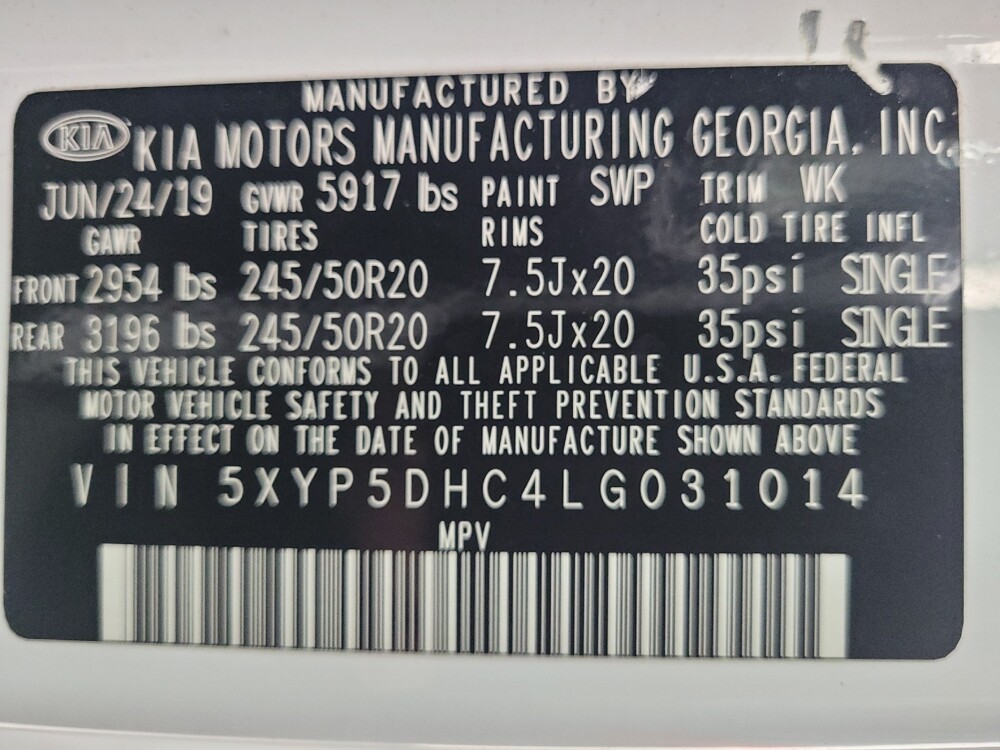 MANUFACTURED BY
KIA KIA MOTORS MANUFACTURING GEORGIA, INC.
JUN/24/19 GVWR 5917 lbs PAINT SWP TRIM WK
GAWR TIRES RIMS COLD TIRE INFL
FRONT 2954 lbs 245/50R20 7.5Jx20 35psi SINGLE
REAR 3196 lbs 245/50R20 7.5Jx20 35psi SINGLE
THIS VEHICLE CONFORMS TO ALL APPLICABLE U.S.A. FEDERAL
MOTOR VEHICLE SAFETY AND THEFT PREVENTION STANDARDS
IN EFFECT ON THE DATE OF MANUFACTURE SHOWN ABOVE
VIN 5XYP5DHC4LG031014
MPV